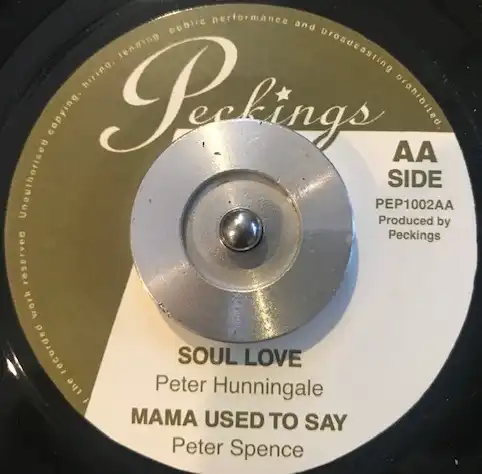 / the recorded work reserved. Unauthorised copying, hiring, lending, public performance and broadcasting prohibited.
Peckings
AA
SIDE
PEP1002AA
Produced by
Peckings
SOUL LOVE
Peter Hunningale
MAMA USED TO SAY
Peter Spence